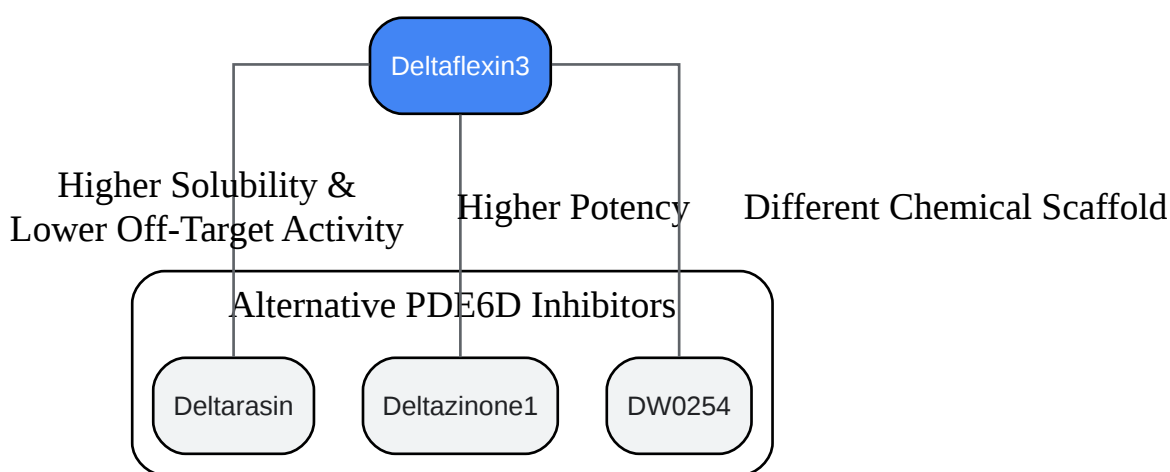 Deltaflexin3
Higher Solubility &
Lower Off-Target Activity
Higher Potency
Different Chemical Scaffold
Alternative PDE6D Inhibitors
Deltarasin
Deltazinone1
DW0254